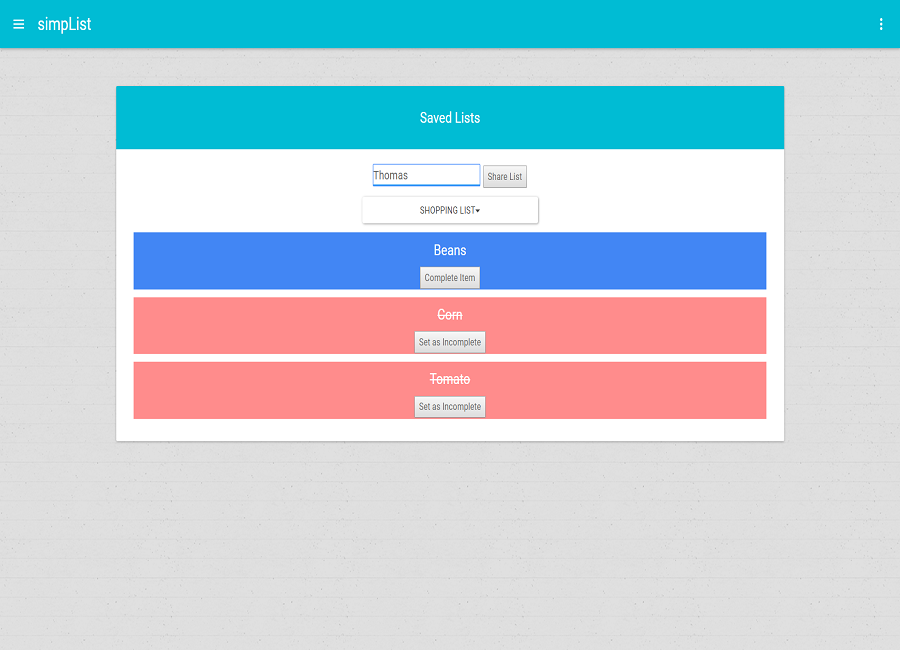 simpList
Saved Lists
Thomas Share List
SHOPPING LIST
Beans
Complete Item
Corn
Set as Incomplete
Tomato
Set as Incomplete